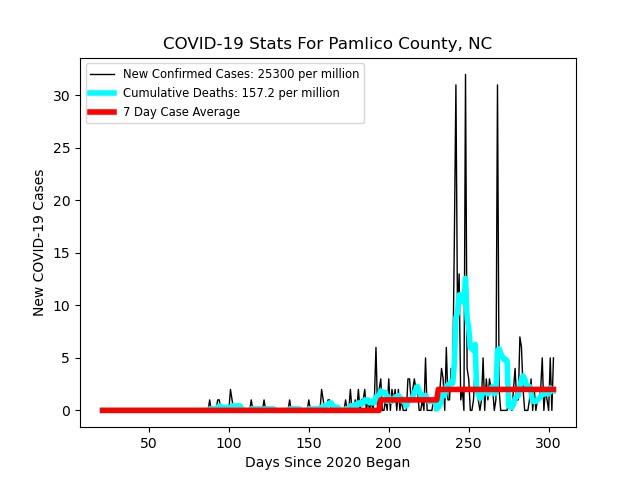 COVID-19 Stats For Pamlico County, NC
New Confirmed Cases: 25300 per million
Cumulative Deaths: 157.2 per million
7 Day Case Average
30
25
20
15
10
5
0
New COVID-19 Cases
50 100 150 200 250 300
Days Since 2020 Began